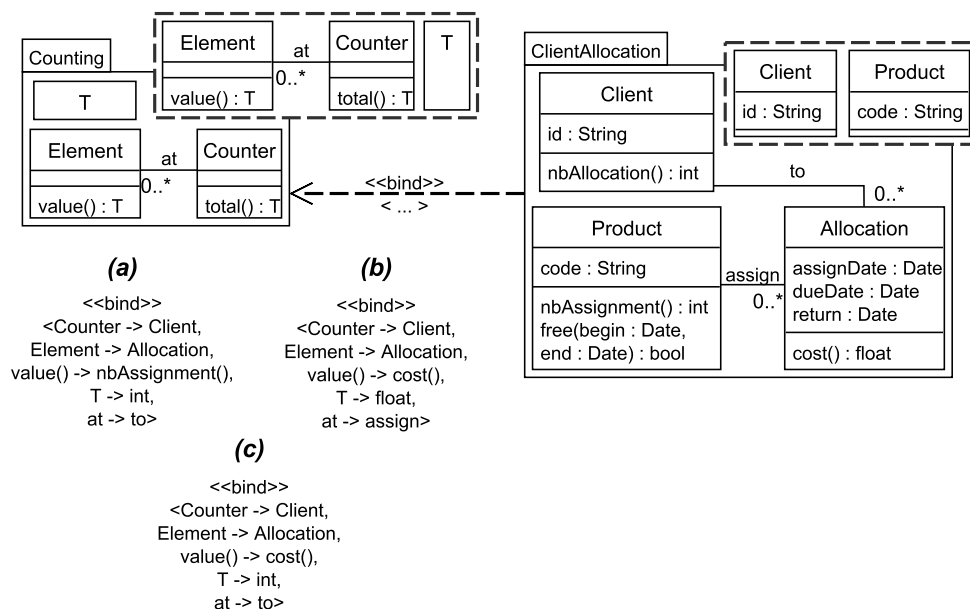 Counting
T
Element
at
Counter
0..*
value() : T
total() : T
T
Element
at
Counter
0..*
value() : T
total() : T
<<bind>>
< ... >
ClientAllocation
Client
id : String
Product
code : String
Client
id : String
nbAllocation() : int
to
0..*
Product
code : String
nbAssignment() : int
free(begin : Date,
end : Date) : bool
assign
0..*
Allocation
assignDate : Date
dueDate : Date
return : Date
cost() : float
(a)
<<bind>>
<Counter -> Client,
Element -> Allocation,
value() -> nbAssignment(),
T -> int,
at -> to>
(b)
<<bind>>
<Counter -> Client,
Element -> Allocation,
value() -> cost(),
T -> float,
at -> assign>
(c)
<<bind>>
<Counter -> Client,
Element -> Allocation,
value() -> cost(),
T -> int,
at -> to>